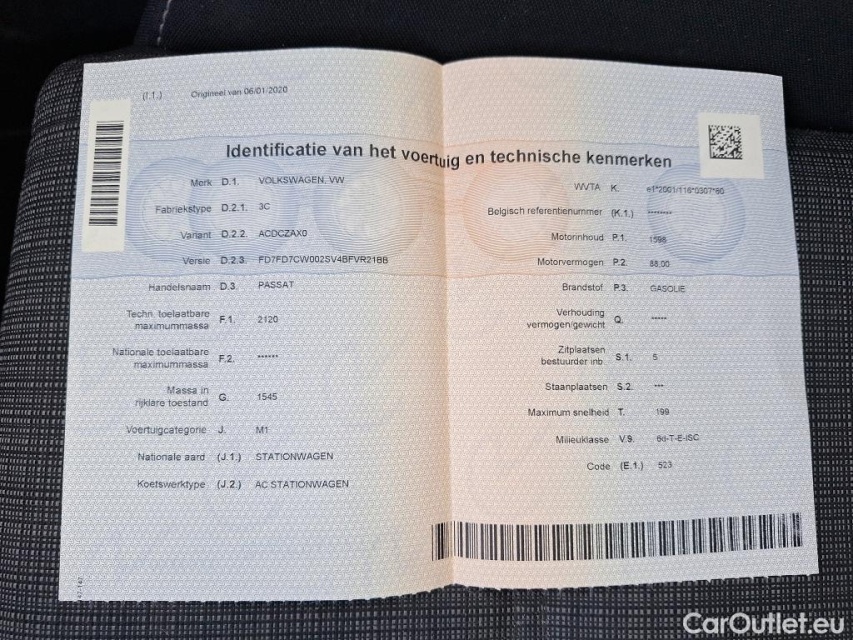 (I.1.) Origineel van 06/01/2020
Identificatie van het voertuig en technische kenmerken
Merk D.1. VOLKSWAGEN, VW
Fabriekstype D.2.1. 3C
Variant D.2.2. ACDCZAX0
Versie D.2.3. FD7FD7CW002SV4BFVR21BB
Handelsnaam D.3. PASSAT
Techn. toelaatbare
maximummassa F.1. 2120
Nationale toelaatbare
maximummassa F.2. ******
Massa in
rijklare toestand G. 1545
Voertuigcategorie J. M1
Nationale aard (J.1.) STATIONWAGEN
Koetswerktype (J.2.) AC STATIONWAGEN
WVTA K. e1*2001/116*0307*80
Belgisch referentienummer (K.1.) ********
Motorinhoud P.1. 1598
Motorvermogen P.2. 88,00
Brandstof P.3. GASOLIE
Verhouding
vermogen/gewicht Q. *****
Zitplaatsen
bestuurder inb. S.1. 5
Staanplaatsen S.2. ***
Maximum snelheid T. 199
Milieuklasse V.9. 6d-T-E-ISC
Code (E.1.) 523
CarOutlet.eu